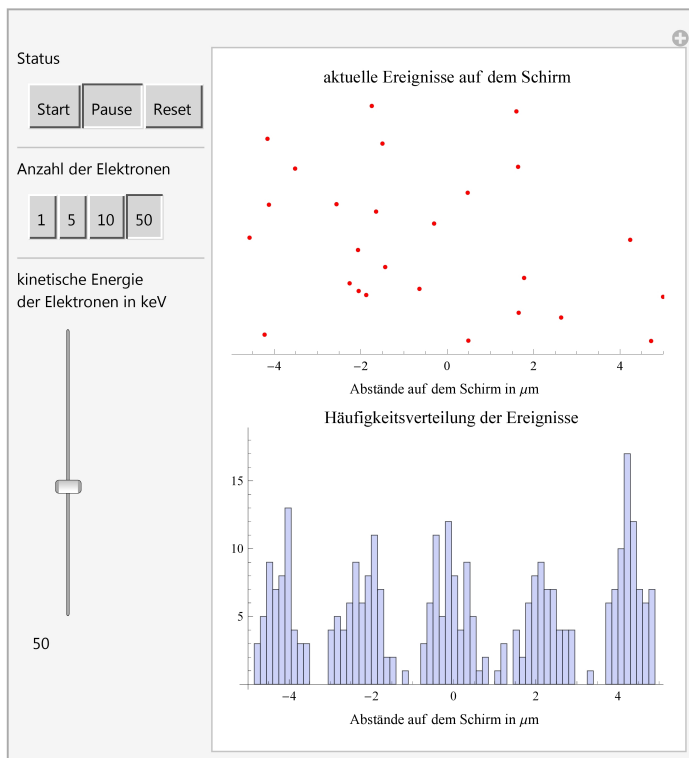 Status
Start Pause Reset
Anzahl der Elektronen
1 5 10 50
kinetische Energie
der Elektronen in keV
50
aktuelle Ereignisse auf dem Schirm
−4 −2 0 2 4
Abstände auf dem Schirm in μm
Häufigkeitsverteilung der Ereignisse
15
10
5
−4 −2 0 2 4
Abstände auf dem Schirm in μm